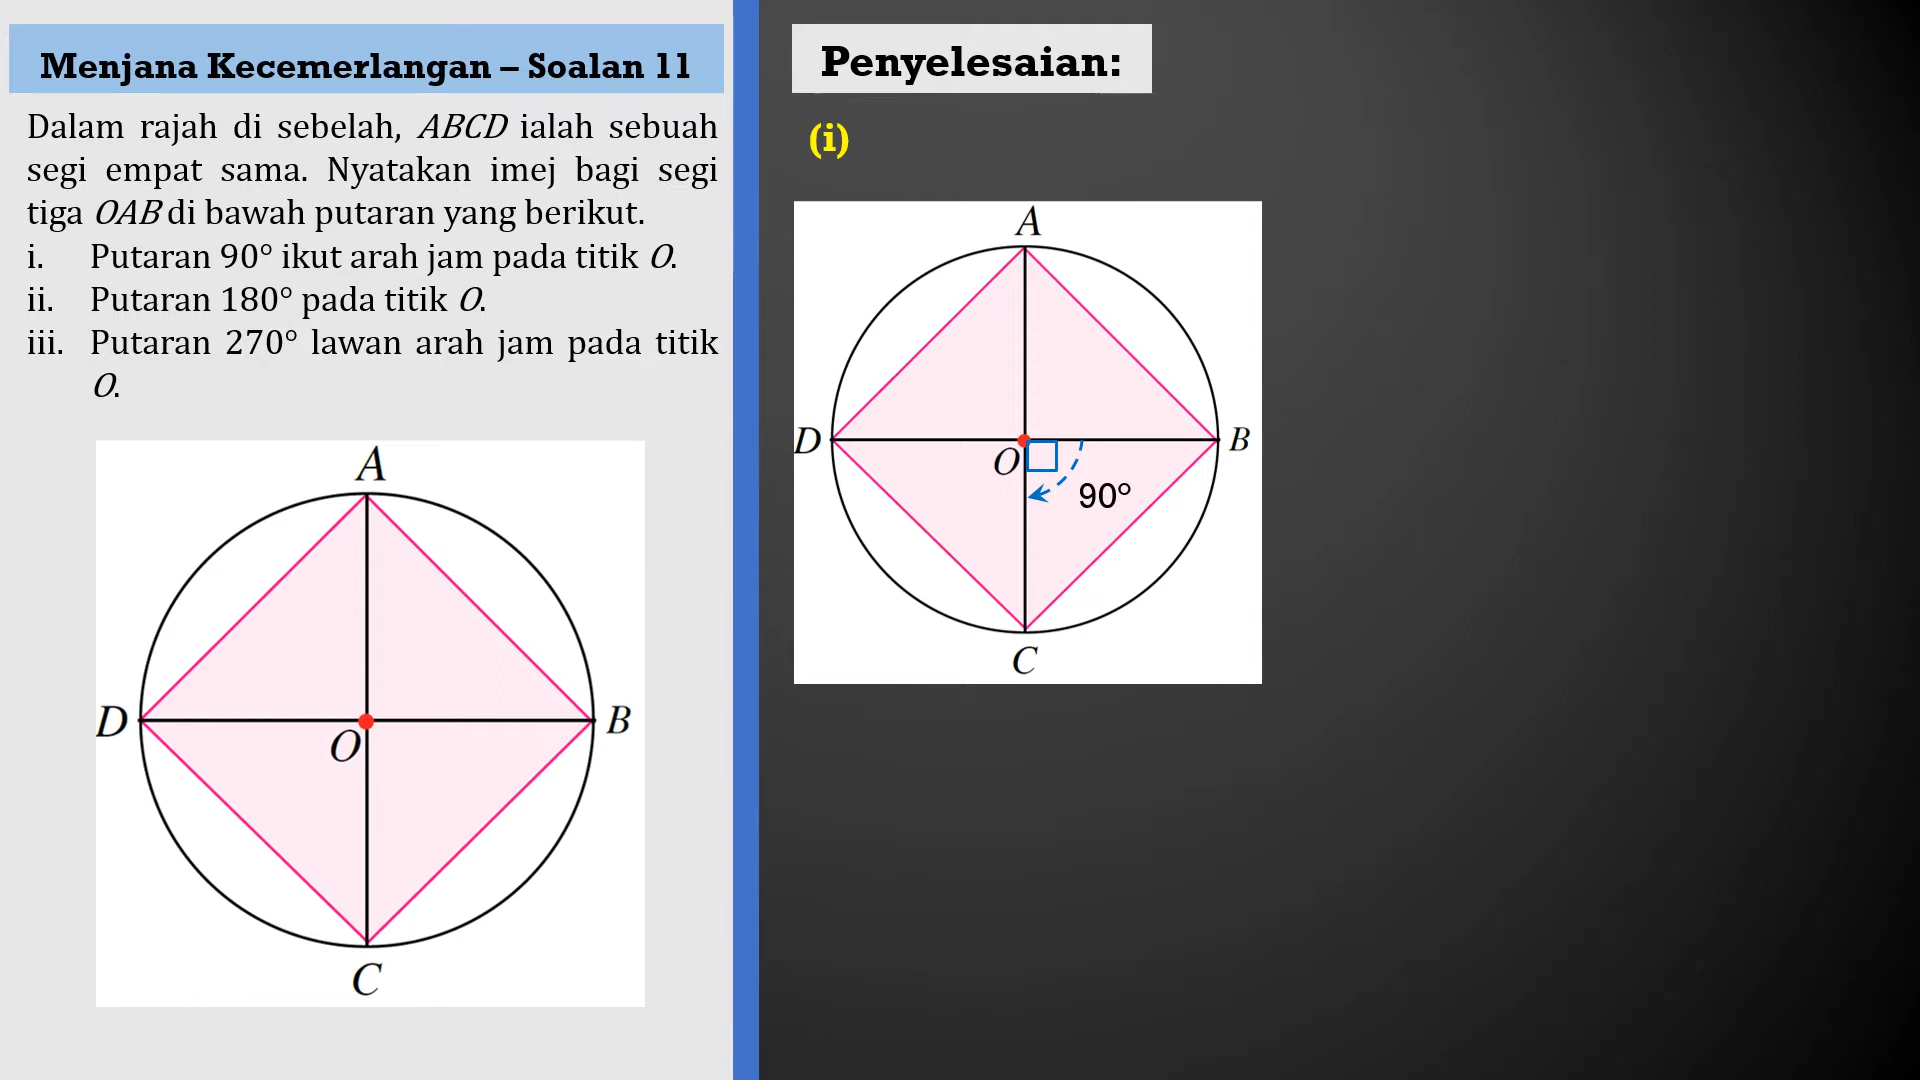 Menjana Kecemerlangan – Soalan 11
Dalam rajah di sebelah, ABCD ialah sebuah
segi empat sama. Nyatakan imej bagi segi
tiga OAB di bawah putaran yang berikut.
i. Putaran 90° ikut arah jam pada titik O.
ii. Putaran 180° pada titik O.
iii. Putaran 270° lawan arah jam pada titik
O.
A
D
B
O
C
Penyelesaian:
(i)
A
D
B
O
90°
C